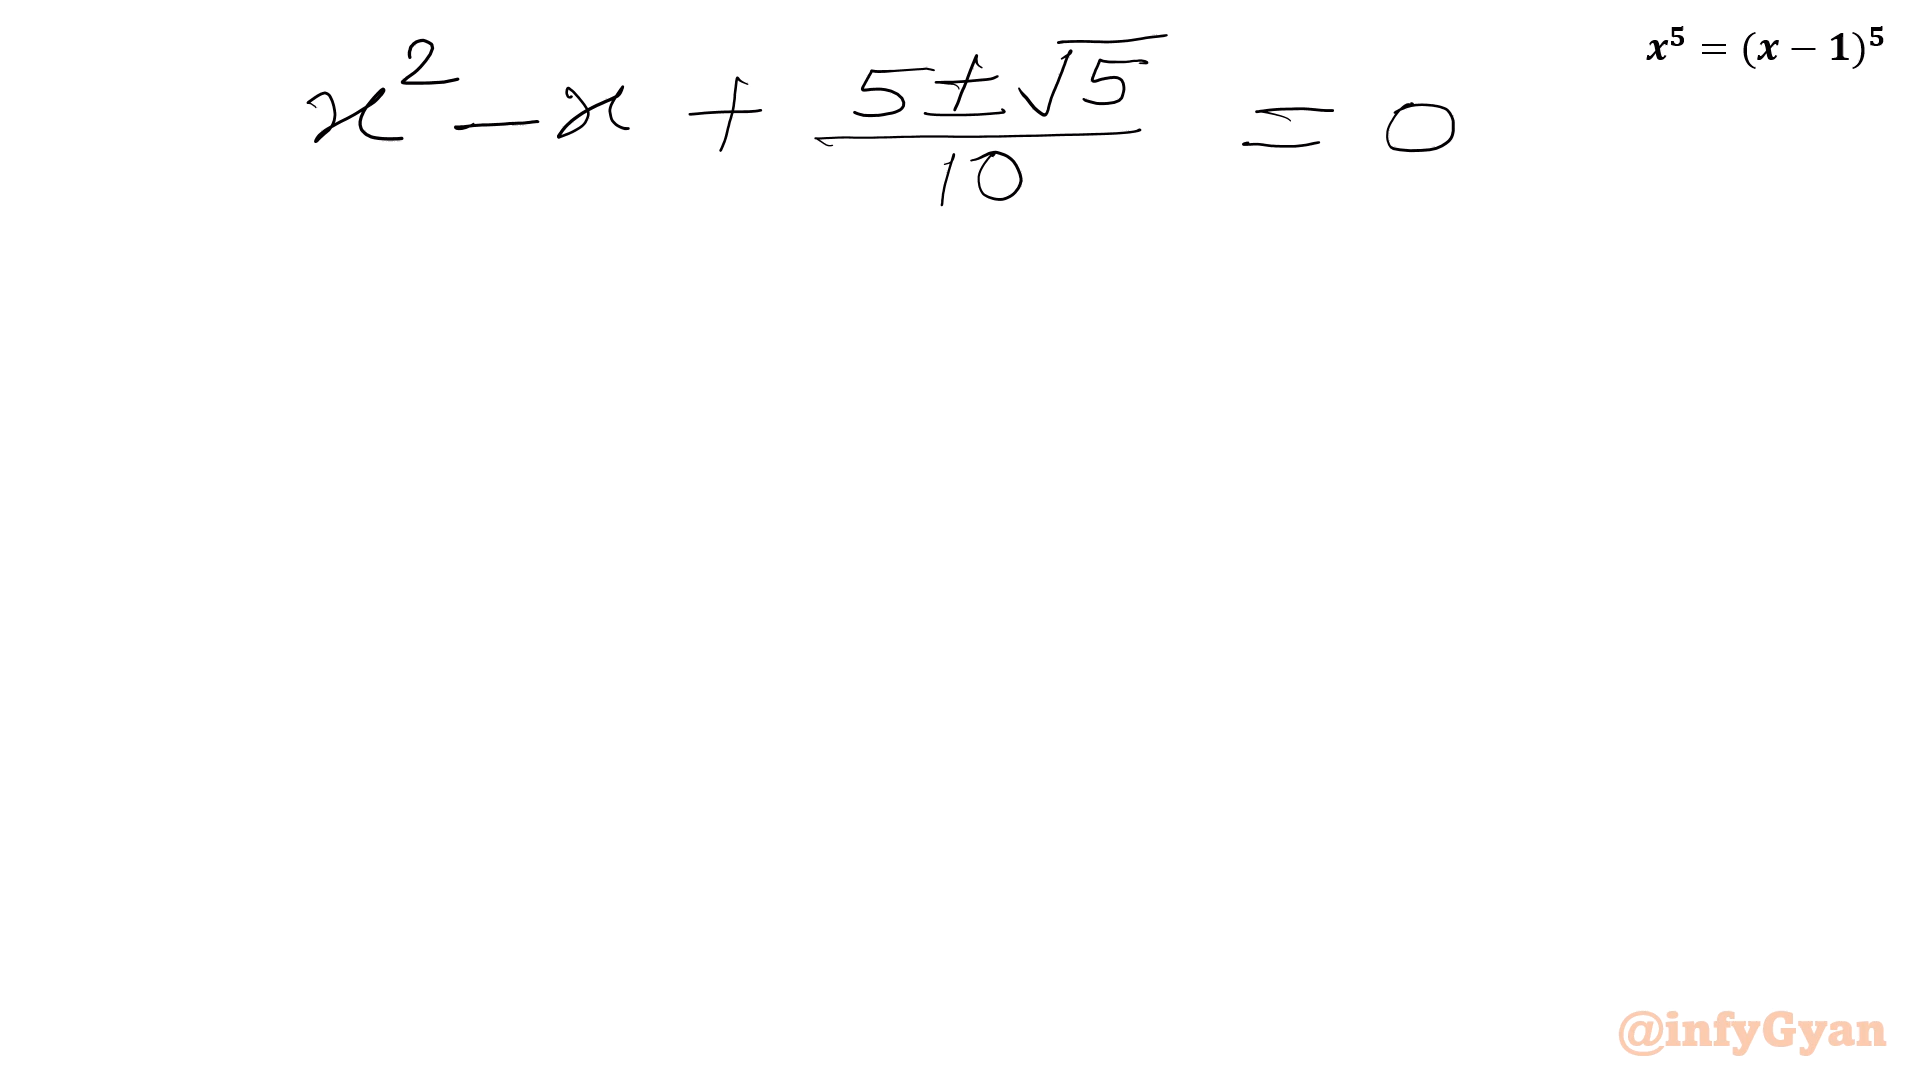 x⁵ = (x − 1)⁵
x² − x + (5 ± √5)/10 = 0
@infyGyan